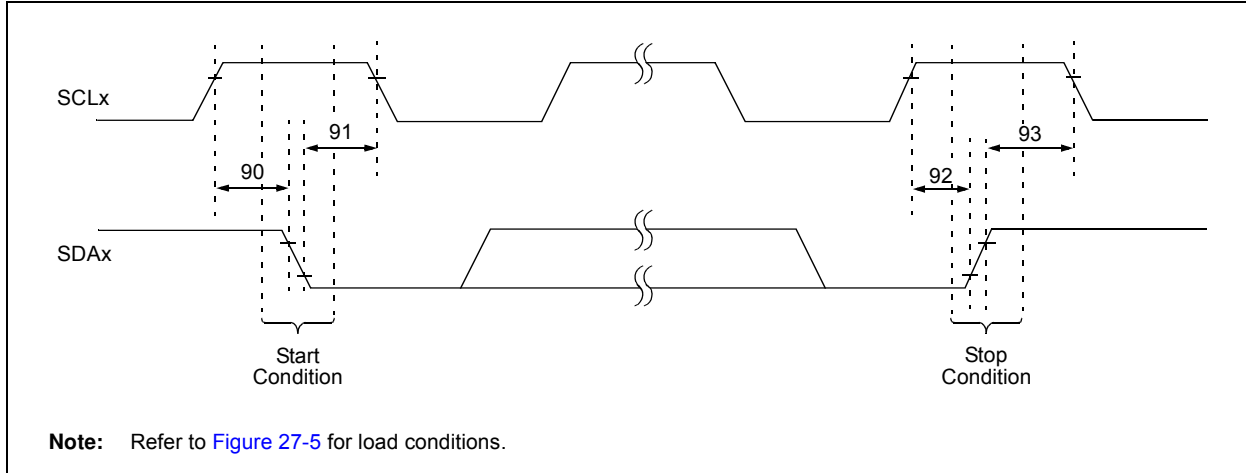 SCLx
91
93
90
92
SDAx
Start
Condition
Stop
Condition
Note: Refer to Figure 27-5 for load conditions.